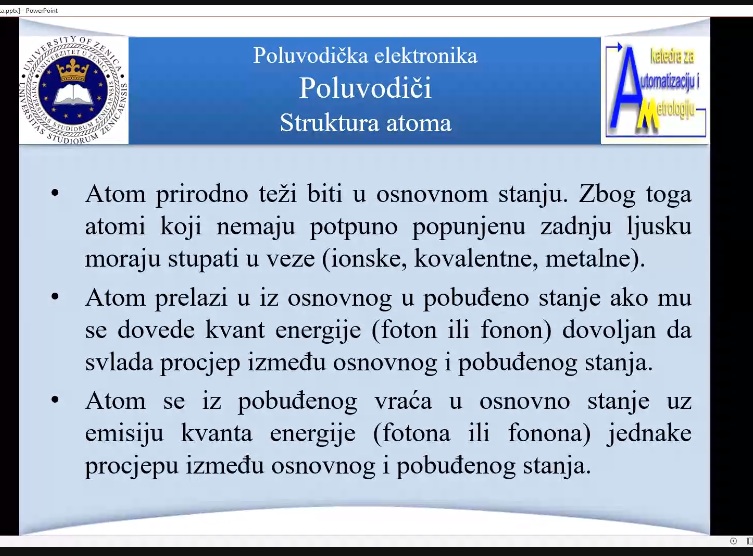 ka.pptx] - PowerPoint
UNIVERSITY OF ZENICA
UNIVERZITET U ZENICI
UNIVERSITAS STUDIORUM ZENICAENSIS
Poluvodička elektronika
Poluvodiči
Struktura atoma
katedra za
Automatizaciju i
Metrologiju
• Atom prirodno teži biti u osnovnom stanju. Zbog toga
atomi koji nemaju potpuno popunjenu zadnju ljusku
moraju stupati u veze (ionske, kovalentne, metalne).
• Atom prelazi u iz osnovnog u pobuđeno stanje ako mu
se dovede kvant energije (foton ili fonon) dovoljan da
svlada procjep između osnovnog i pobuđenog stanja.
• Atom se iz pobuđenog vraća u osnovno stanje uz
emisiju kvanta energije (fotona ili fonona) jednake
procjepu između osnovnog i pobuđenog stanja.